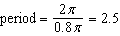 period = 2π / 0.8π = 2.5